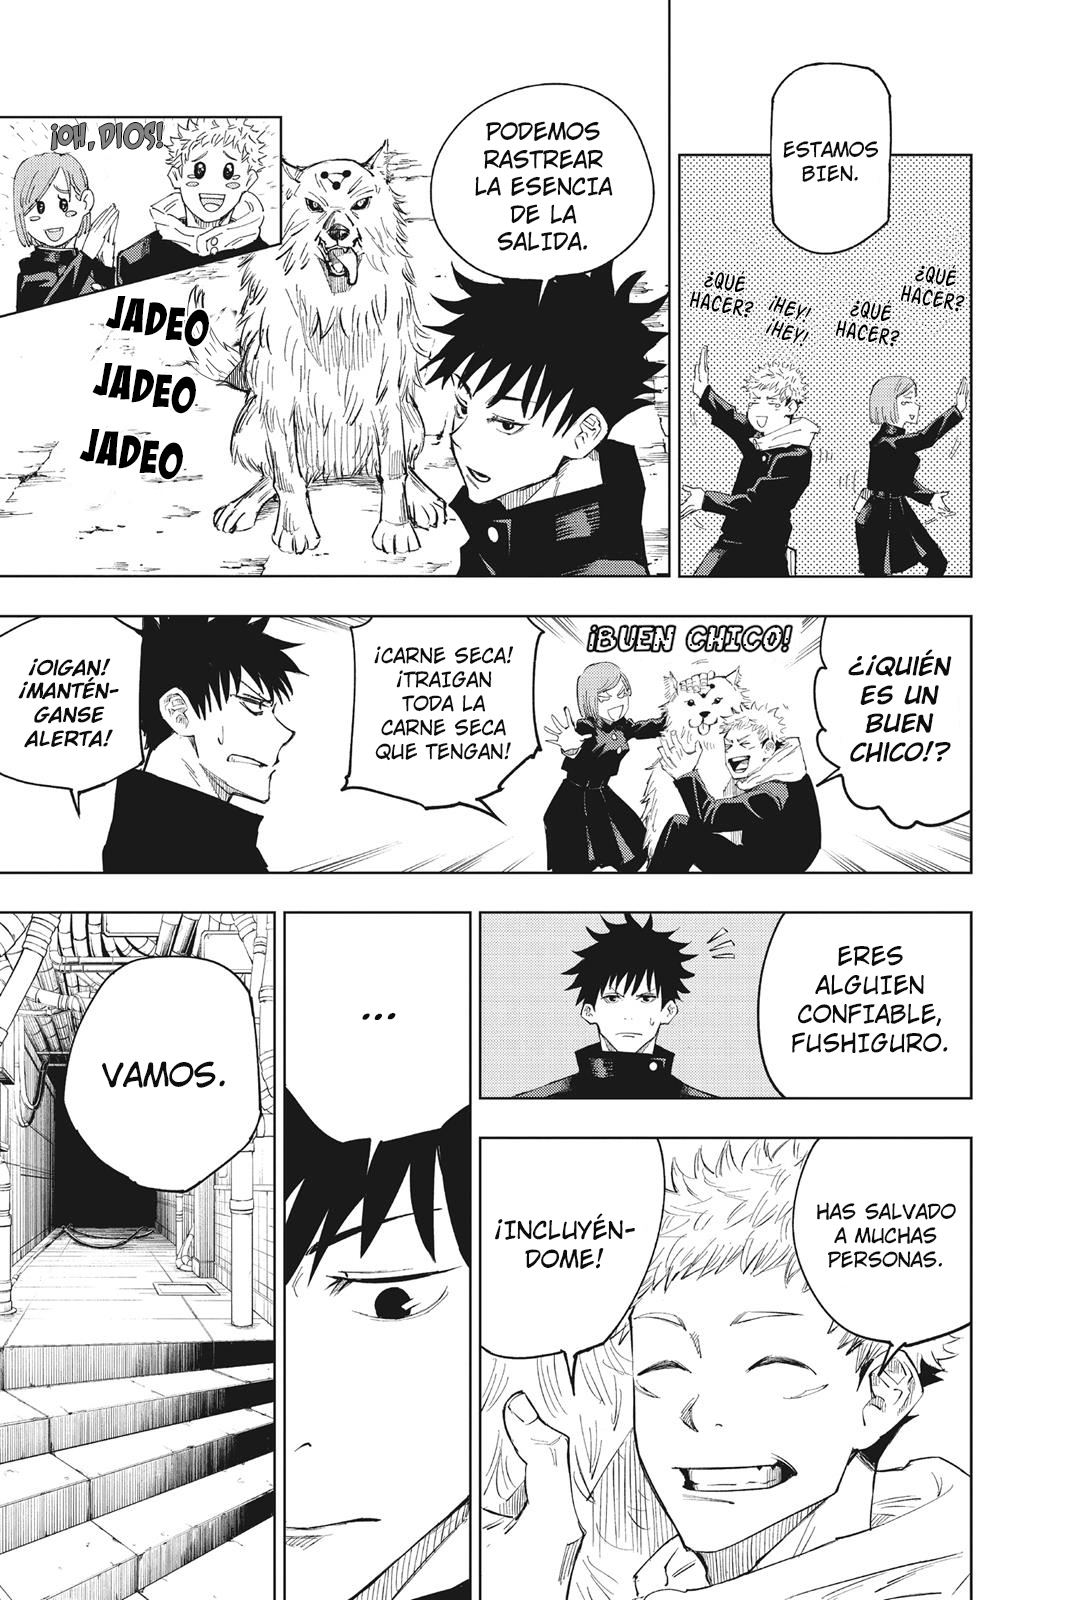 ESTAMOS
BIEN.
¿QUÉ
HACER?
¿QUÉ
HACER?
¡HEY!
¡HEY!
¿QUÉ
HACER?
PODEMOS
RASTREAR
LA ESENCIA
DE LA
SALIDA.
¡OH, DIOS!
JADEO
JADEO
JADEO
¿¡QUIÉN
ES UN
BUEN
CHICO!?
¡BUEN CHICO!
¡CARNE SECA!
¡TRAIGAN
TODA LA
CARNE SECA
QUE TENGAN!
¡OIGAN!
¡MANTÉN-
GANSE
ALERTA!
ERES
ALGUIEN
CONFIABLE,
FUSHIGURO.
HAS SALVADO
A MUCHAS
PERSONAS.
¡INCLUYÉN-
DOME!
...
VAMOS.